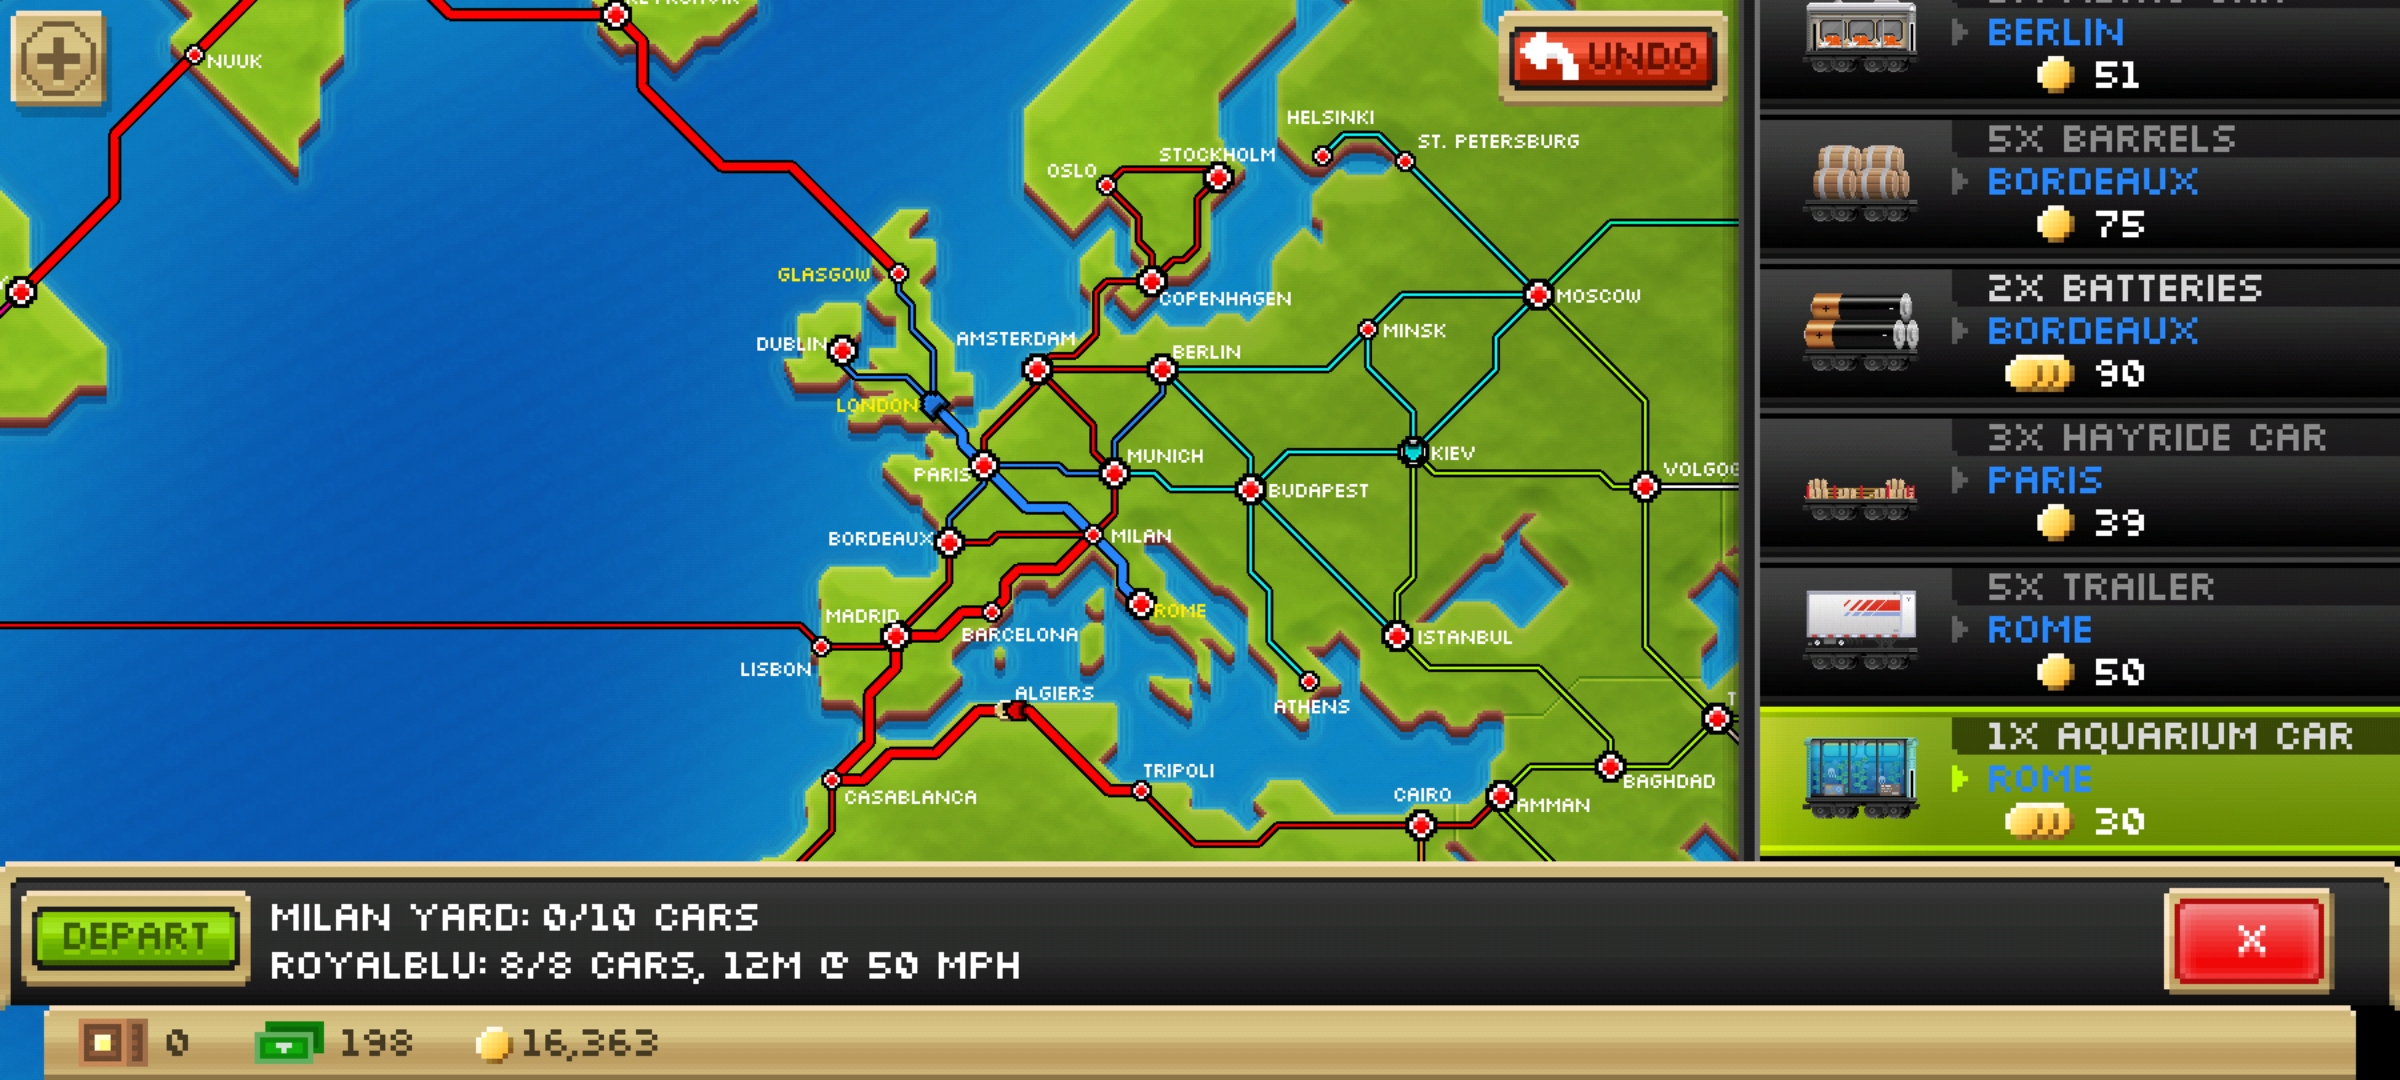 NUUK
UNDO
HELSINKI
ST. PETERSBURG
STOCKHOLM
OSLO
GLASGOW
COPENHAGEN
MOSCOW
DUBLIN
AMSTERDAM
BERLIN
MINSK
LONDON
PARIS
MUNICH
KIEV
BUDAPEST
BORDEAUX
MILAN
MADRID
ROME
BARCELONA
ISTANBUL
LISBON
ALGIERS
ATHENS
TRIPOLI
CASABLANCA
CAIRO
AMMAN
BAGHDAD
BERLIN
51
5X BARRELS
BORDEAUX
75
2X BATTERIES
BORDEAUX
90
3X HAYRIDE CAR
PARIS
39
5X TRAILER
ROME
50
1X AQUARIUM CAR
ROME
30
DEPART
MILAN YARD: 0/10 CARS
ROYALBLU: 8/8 CARS, 12M @ 50 MPH
X
0
198
16,363